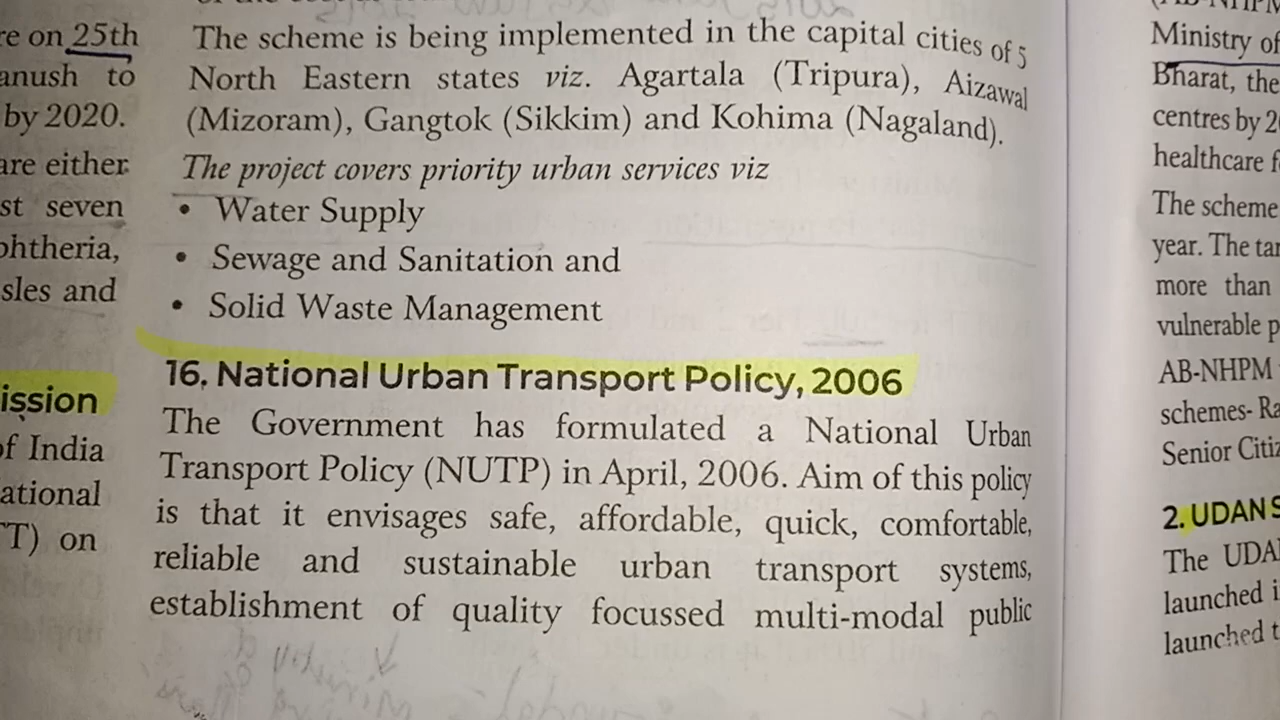 re on 25th
anush to
by 2020.
are either
st seven
phtheria,
sles and
ission
of India
ational
T) on
The scheme is being implemented in the capital cities of 5
North Eastern states viz. Agartala (Tripura), Aizawal
(Mizoram), Gangtok (Sikkim) and Kohima (Nagaland).
The project covers priority urban services viz
• Water Supply
• Sewage and Sanitation and
• Solid Waste Management
16. National Urban Transport Policy, 2006
The Government has formulated a National Urban
Transport Policy (NUTP) in April, 2006. Aim of this policy
is that it envisages safe, affordable, quick, comfortable,
reliable and sustainable urban transport systems,
establishment of quality focussed multi-modal public
Ministry of
Bharat, the
centres by 2
healthcare f
The scheme
year. The tar
more than
vulnerable p
AB-NHPM
schemes- Ra
Senior Citiz
2. UDAN S
The UDA
launched i
launched t